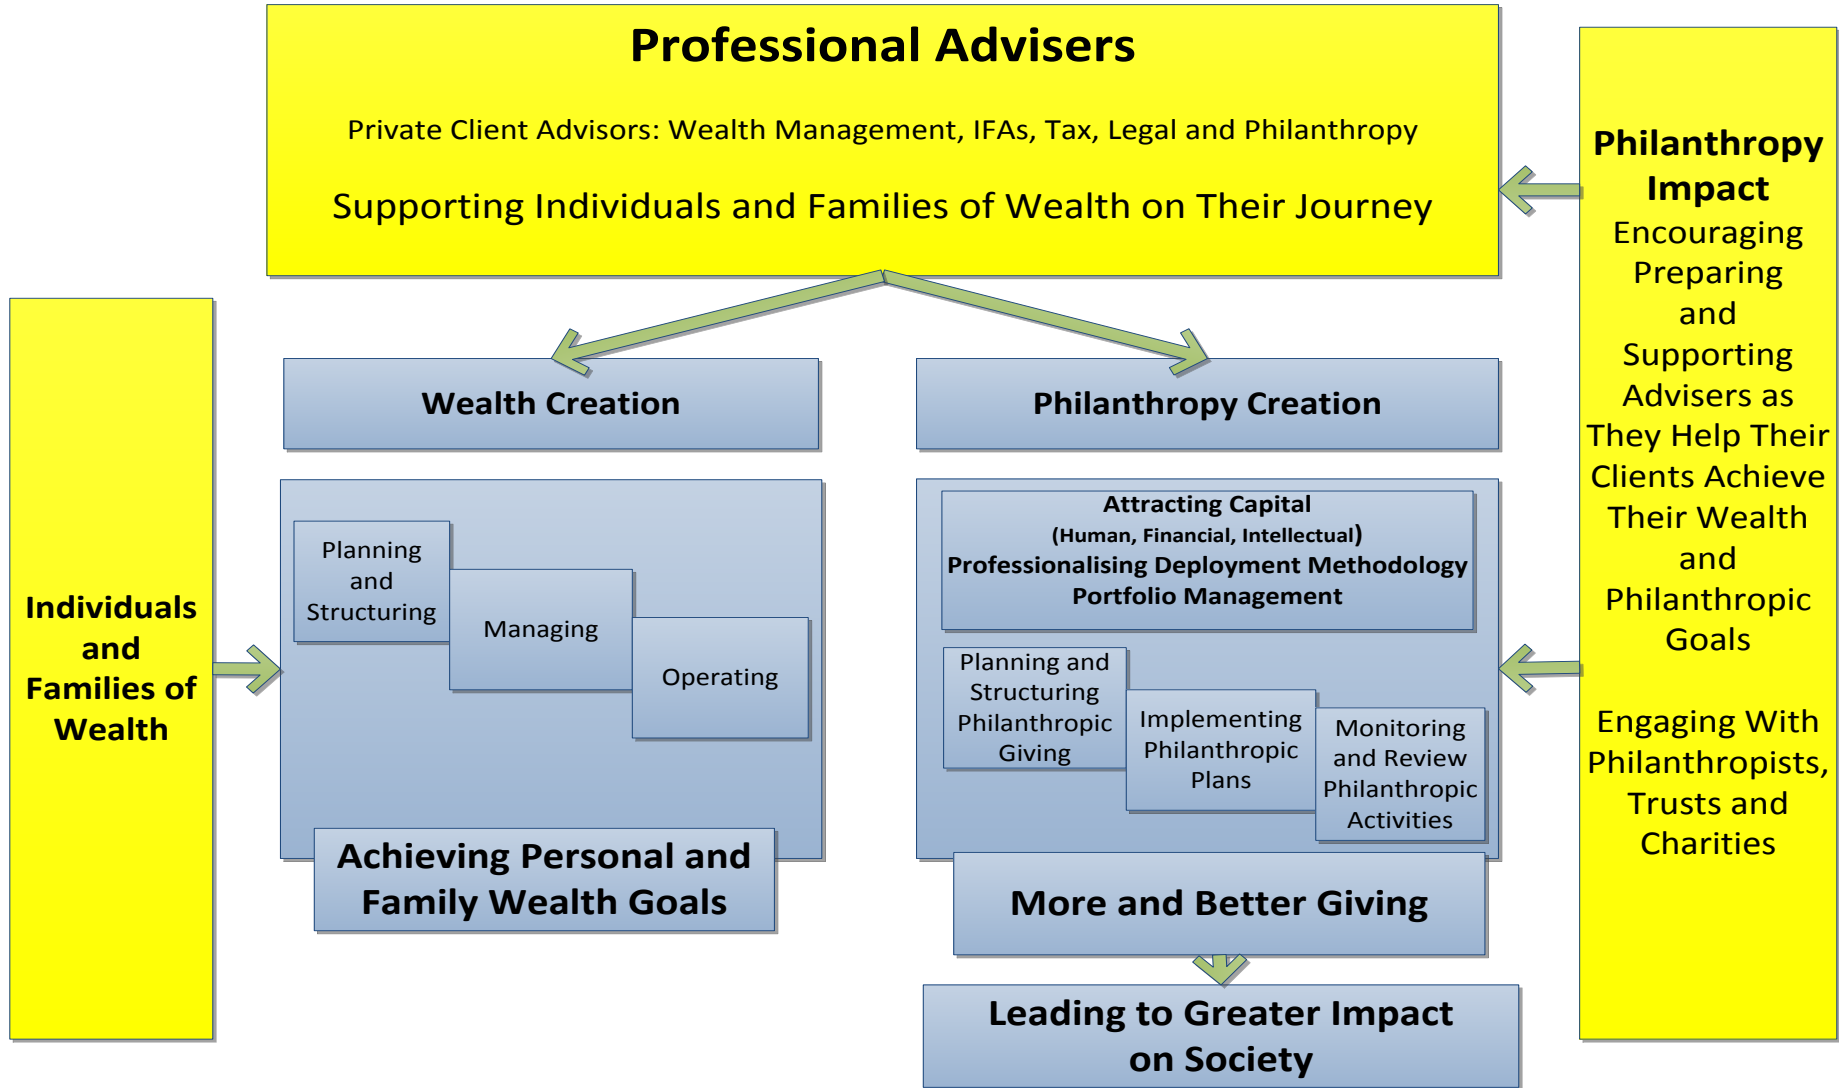 Professional Advisers
Private Client Advisors: Wealth Management, IFAs, Tax, Legal and Philanthropy
Supporting Individuals and Families of Wealth on Their Journey
Individuals
and
Families of
Wealth
Wealth Creation
Planning
and
Structuring
Managing
Operating
Achieving Personal and
Family Wealth Goals
Philanthropy Creation
Attracting Capital
(Human, Financial, Intellectual)
Professionalising Deployment Methodology
Portfolio Management
Planning and
Structuring
Philanthropic
Giving
Implementing
Philanthropic
Plans
Monitoring
and Review
Philanthropic
Activities
More and Better Giving
Leading to Greater Impact
on Society
Philanthropy
Impact
Encouraging
Preparing
and
Supporting
Advisers as
They Help Their
Clients Achieve
Their Wealth
and
Philanthropic
Goals
Engaging With
Philanthropists,
Trusts and
Charities